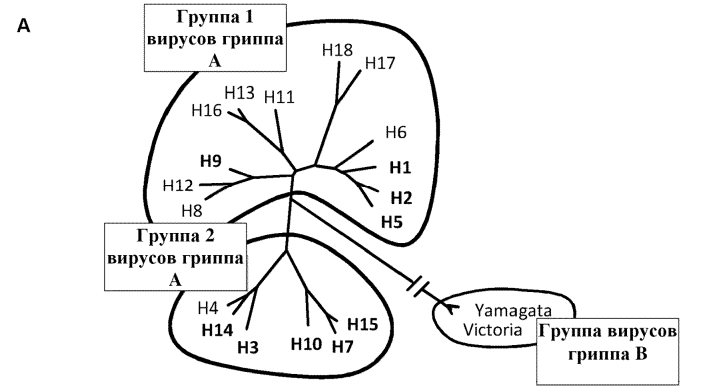 A
Группа 1
вирусов гриппа
А
H18
H17
H13
H11
H16
H6
H9
H1
H12
H2
H8
H5
Группа 2
вирусов гриппа
А
H4
H14
H15
H3
H10
H7
Yamagata
Victoria
Группа вирусов
гриппа В